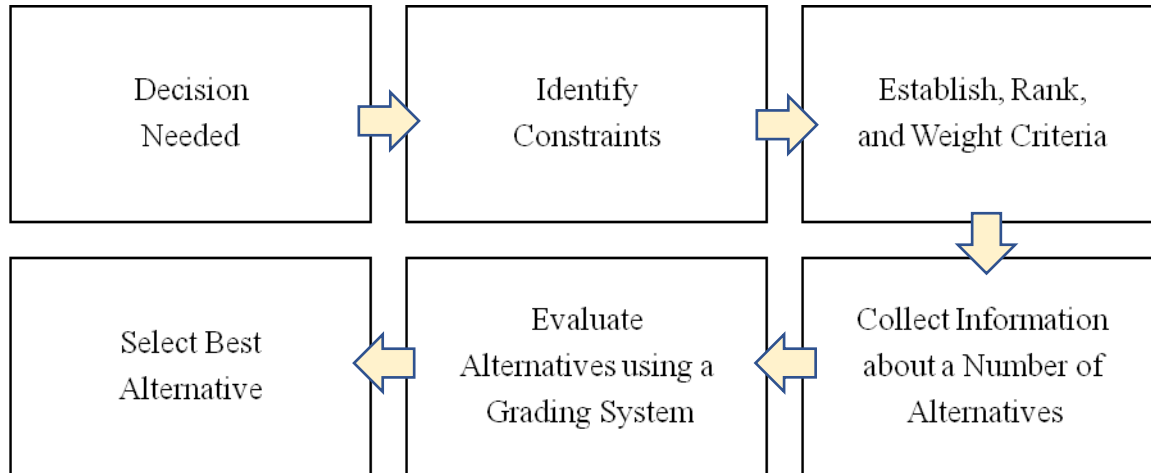 Decision
Needed
Identify
Constraints
Establish, Rank,
and Weight Criteria
Collect Information
about a Number of
Alternatives
Evaluate
Alternatives using a
Grading System
Select Best
Alternative